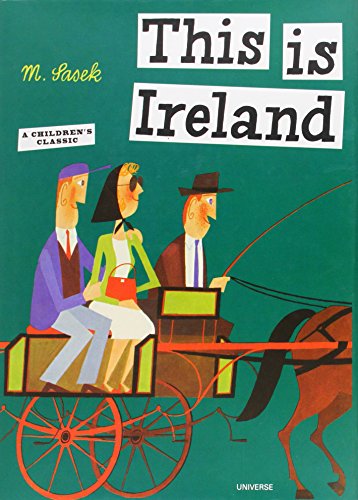 This is
M. Sasek
Ireland
A CHILDREN'S
CLASSIC
UNIVERSE